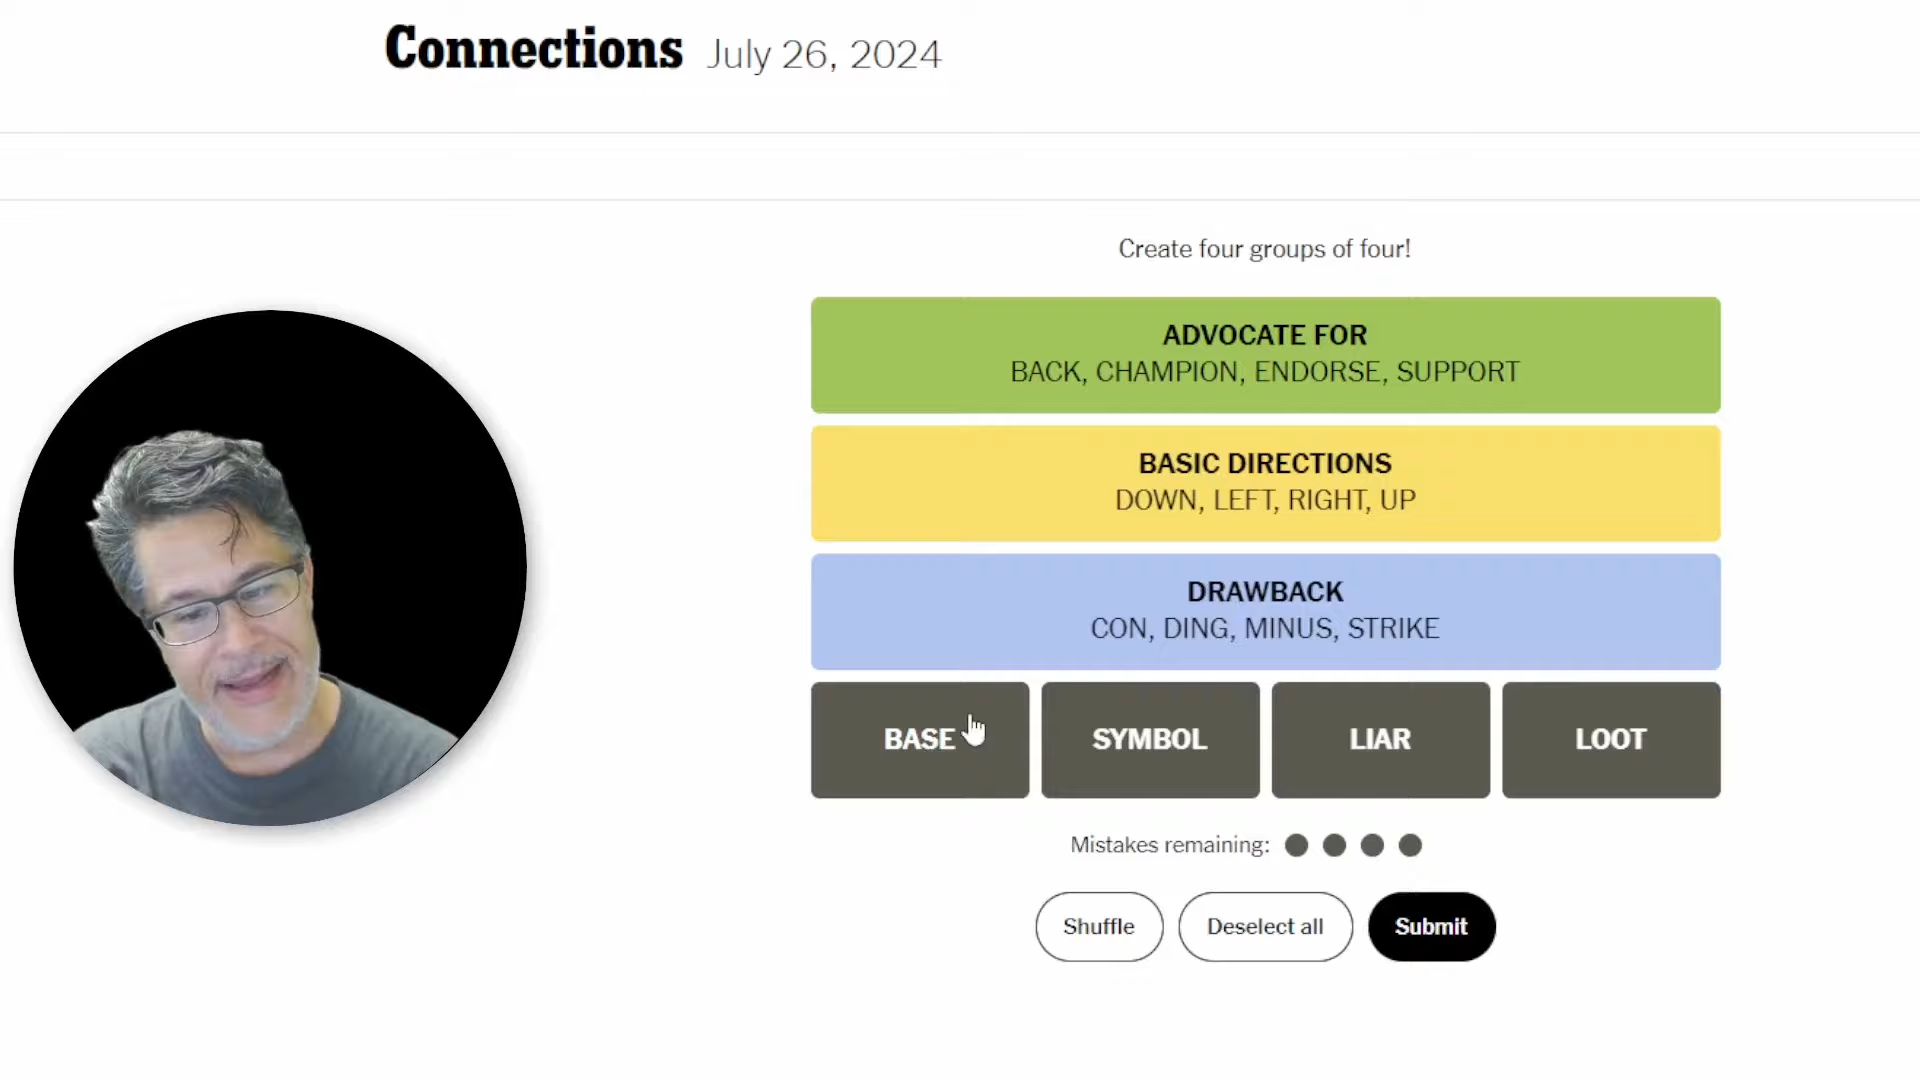 Connections July 26, 2024
Create four groups of four!
ADVOCATE FOR
BACK, CHAMPION, ENDORSE, SUPPORT
BASIC DIRECTIONS
DOWN, LEFT, RIGHT, UP
DRAWBACK
CON, DING, MINUS, STRIKE
BASE SYMBOL LIAR LOOT
Mistakes remaining:
Shuffle Deselect all Submit